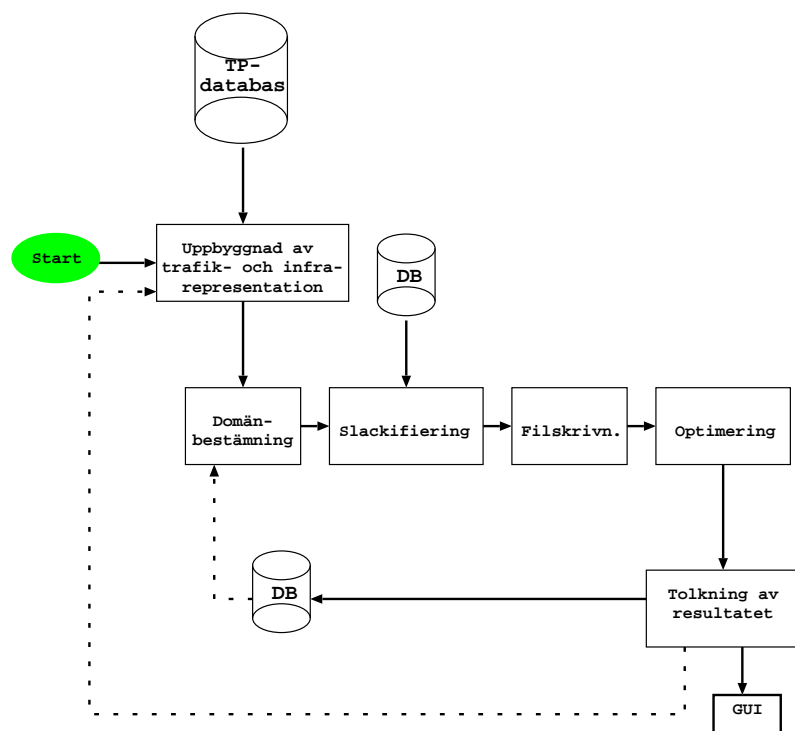 TP-
databas
Start
Uppbyggnad av
trafik- och infra-
representation
DB
Domän-
bestämning
Slackifiering
Filskrivn.
Optimering
DB
Tolkning av
resultatet
GUI